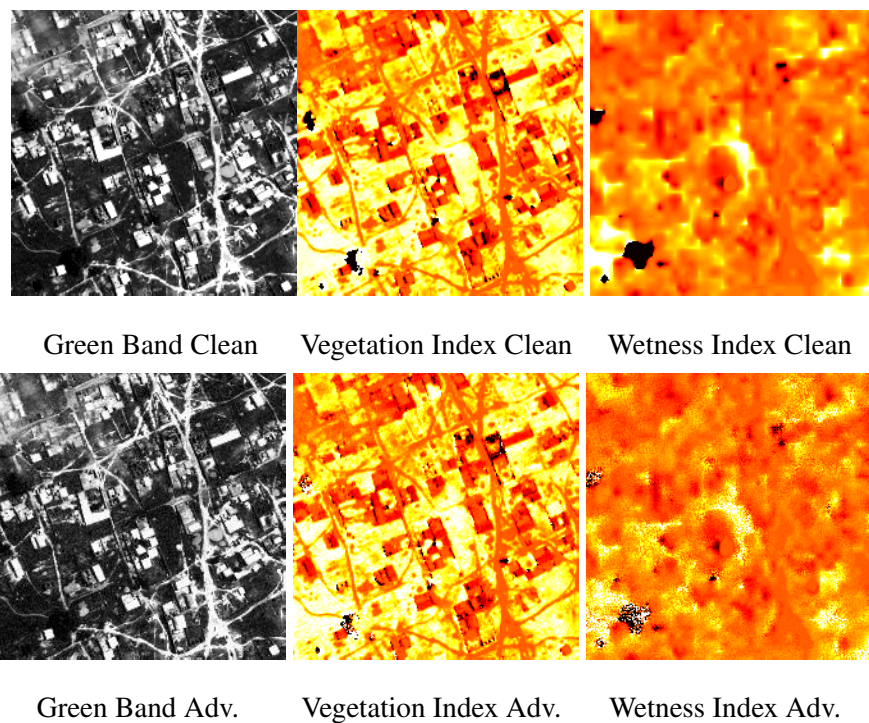 Green Band Clean Vegetation Index Clean Wetness Index Clean
Green Band Adv. Vegetation Index Adv. Wetness Index Adv.